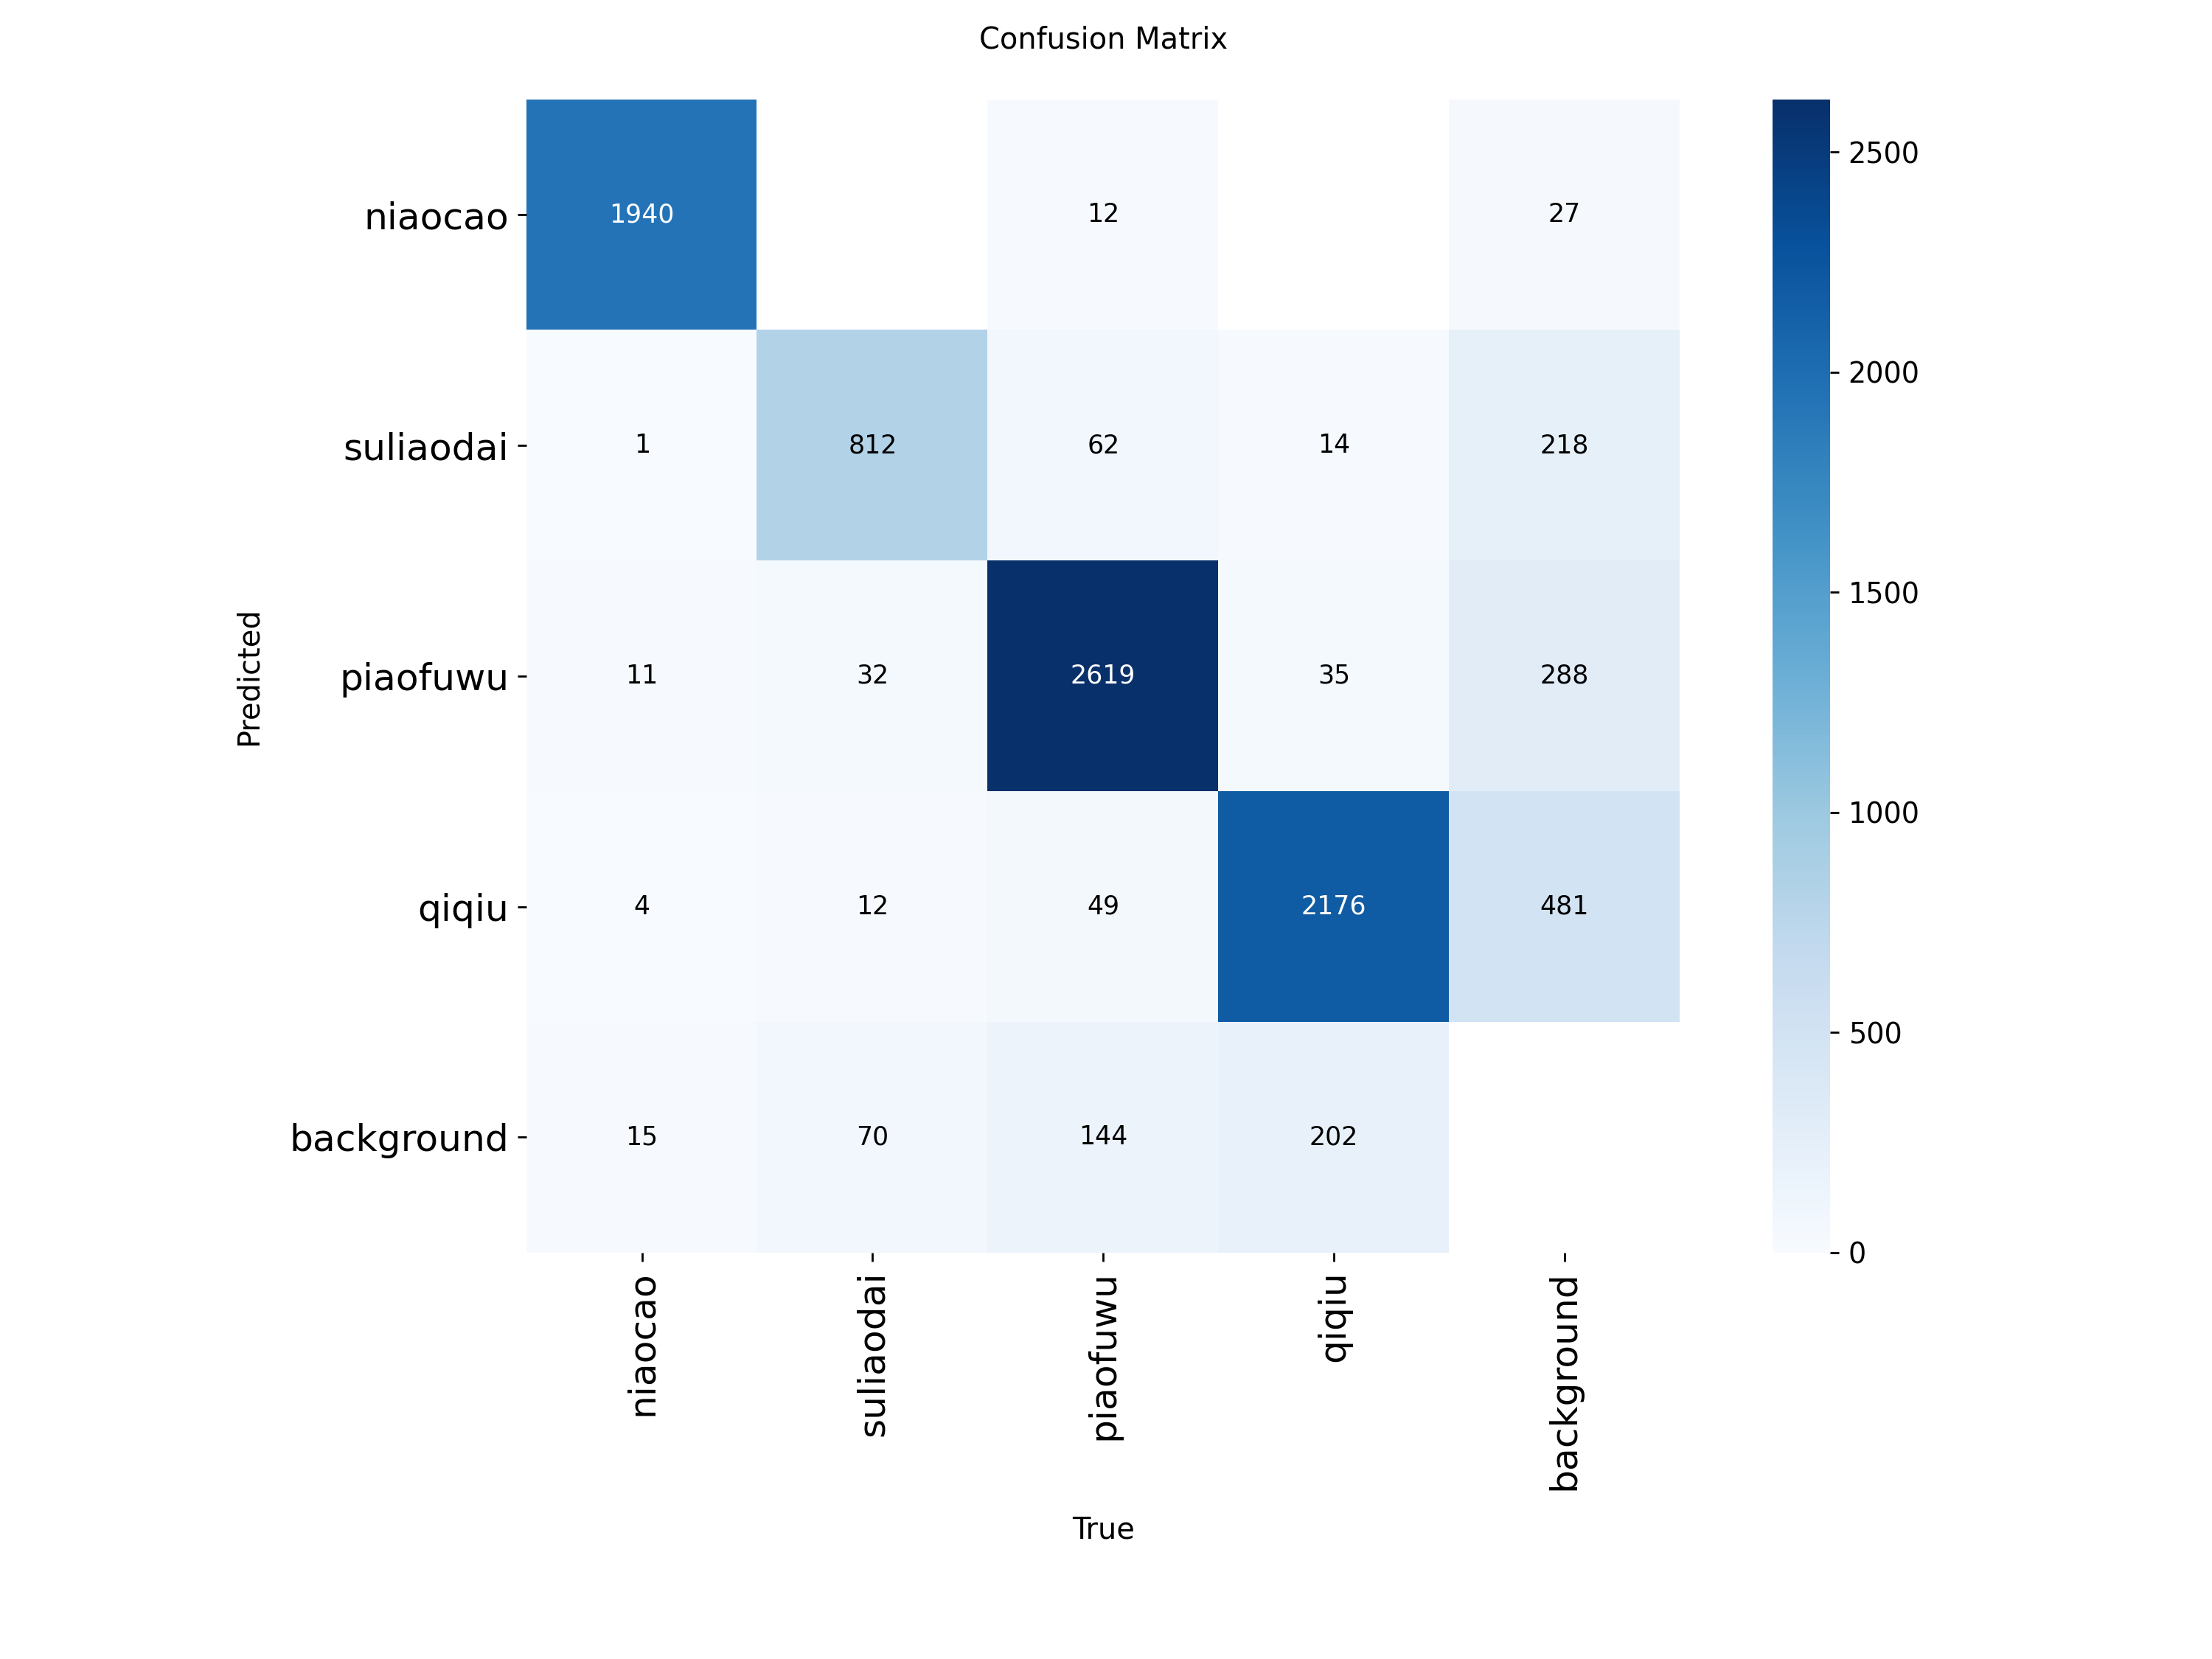 Confusion Matrix
niaocao 1940 12 27
suliaodai 1 812 62 14 218
piaofuwu 11 32 2619 35 288
qiqiu 4 12 49 2176 481
background 15 70 144 202
Predicted
niaocao suliaodai piaofuwu qiqiu background
True
2500
2000
1500
1000
500
0